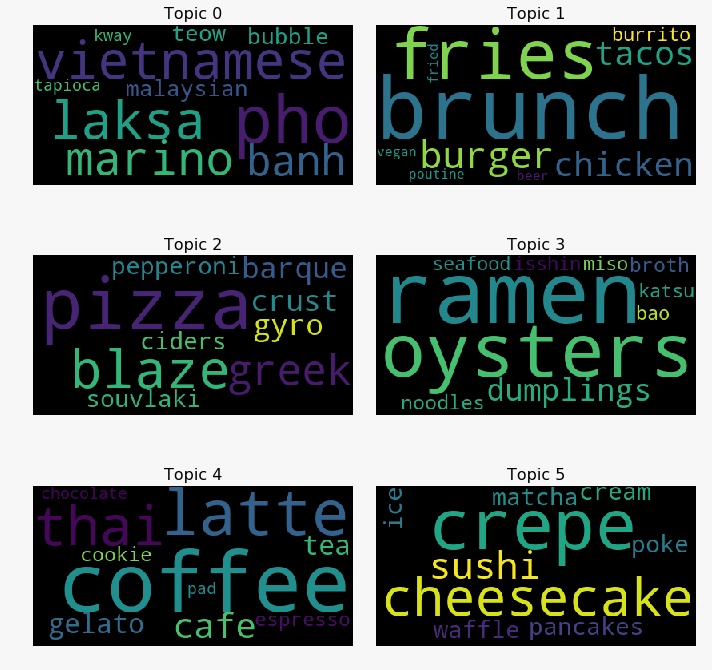 Topic 0
kway teow bubble
vietnamese
tapioca malaysian
laksa pho
marino banh
Topic 1
fries burrito
fried tacos
brunch
vegan burger chicken
poutine beer
Topic 2
pepperoni barque
pizza crust
ciders gyro
blaze greek
souvlaki
Topic 3
seafood isshin miso broth
ramen katsu
bao
oysters
noodles dumplings
Topic 4
chocolate latte
thai
cookie tea
coffee pad
gelato cafe espresso
Topic 5
ice matcha cream
crepe poke
sushi
cheesecake
waffle pancakes